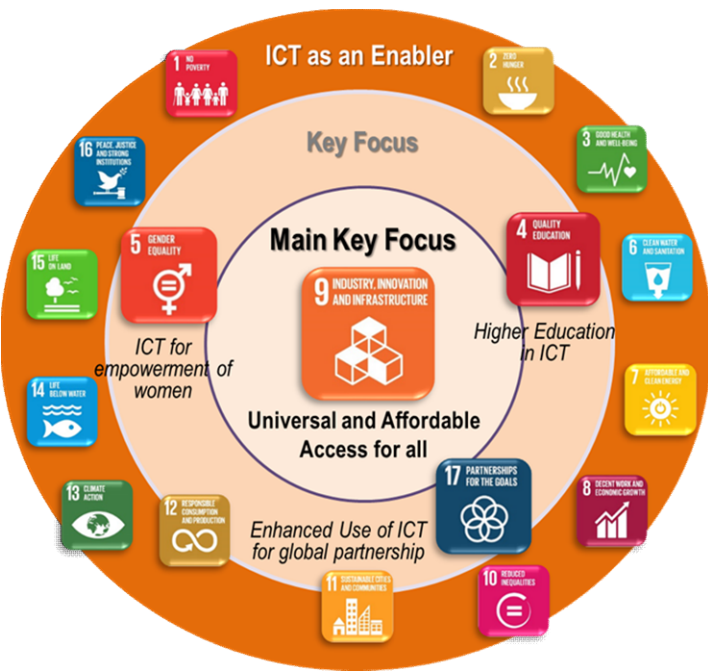 ICT as an Enabler
1 NO
POVERTY
2 ZERO
HUNGER
Key Focus
16 PEACE, JUSTICE
AND STRONG
INSTITUTIONS
3 GOOD HEALTH
AND WELL-BEING
Main Key Focus
5 GENDER
EQUALITY
4 QUALITY
EDUCATION
15 LIFE
ON LAND
6 CLEAN WATER
AND SANITATION
9 INDUSTRY, INNOVATION
AND INFRASTRUCTURE
ICT for
empowerment of
women
Higher Education
in ICT
14 LIFE
BELOW WATER
7 AFFORDABLE AND
CLEAN ENERGY
Universal and Affordable
Access for all
13 CLIMATE
ACTION
12 RESPONSIBLE
CONSUMPTION
AND PRODUCTION
17 PARTNERSHIPS
FOR THE GOALS
8 DECENT WORK AND
ECONOMIC GROWTH
Enhanced Use of ICT
for global partnership
11 SUSTAINABLE CITIES
AND COMMUNITIES
10 REDUCED
INEQUALITIES